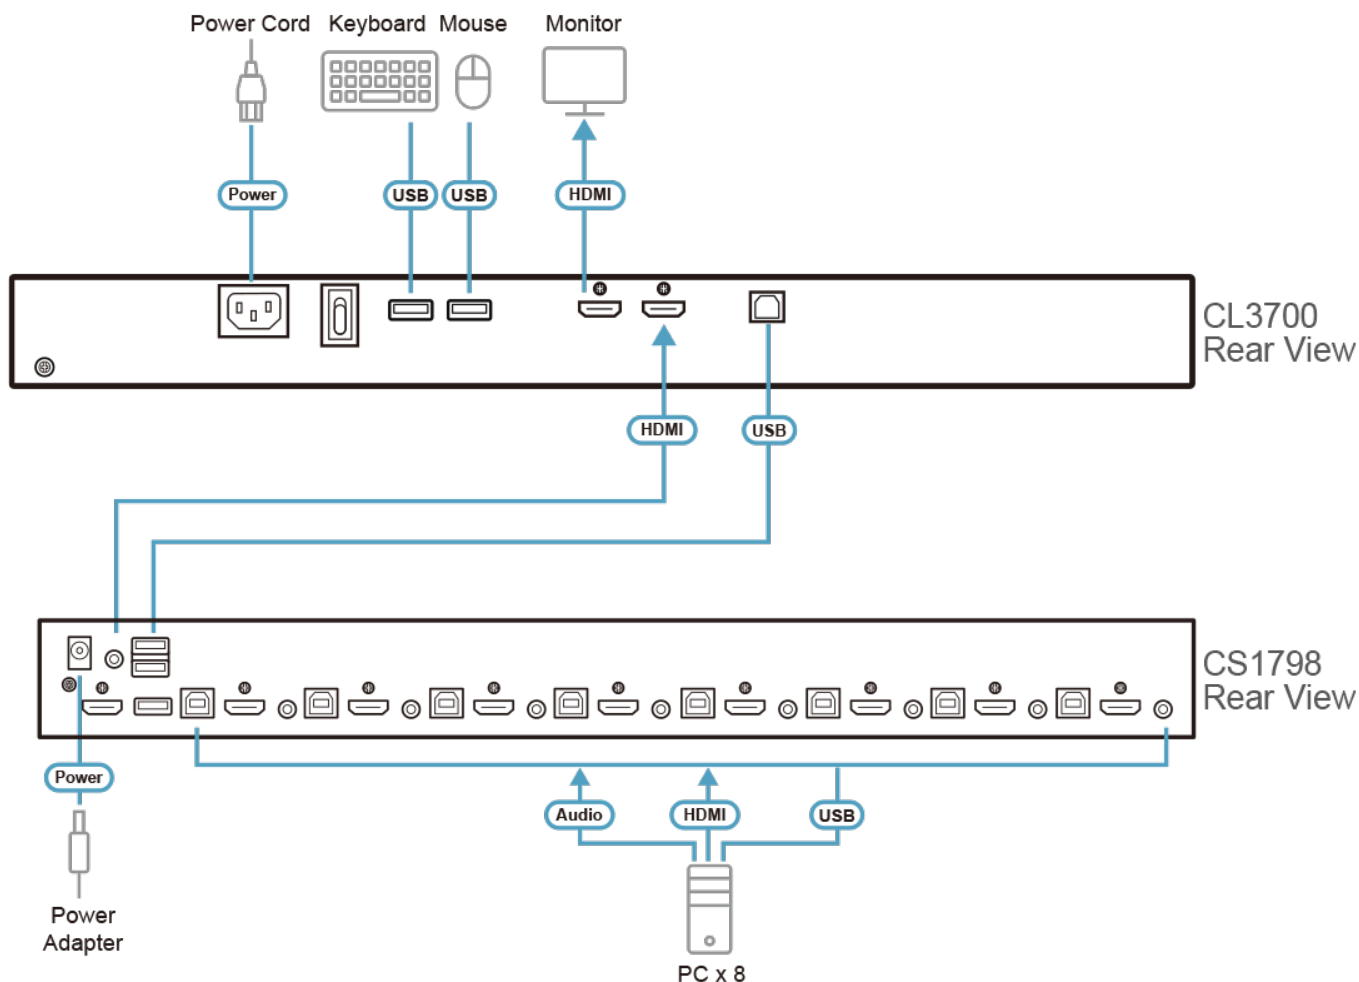 Power Cord Keyboard Mouse Monitor
Power USB USB HDMI
CL3700
Rear View
HDMI USB
CS1798
Rear View
Power
Audio HDMI USB
Power
Adapter
PC x 8